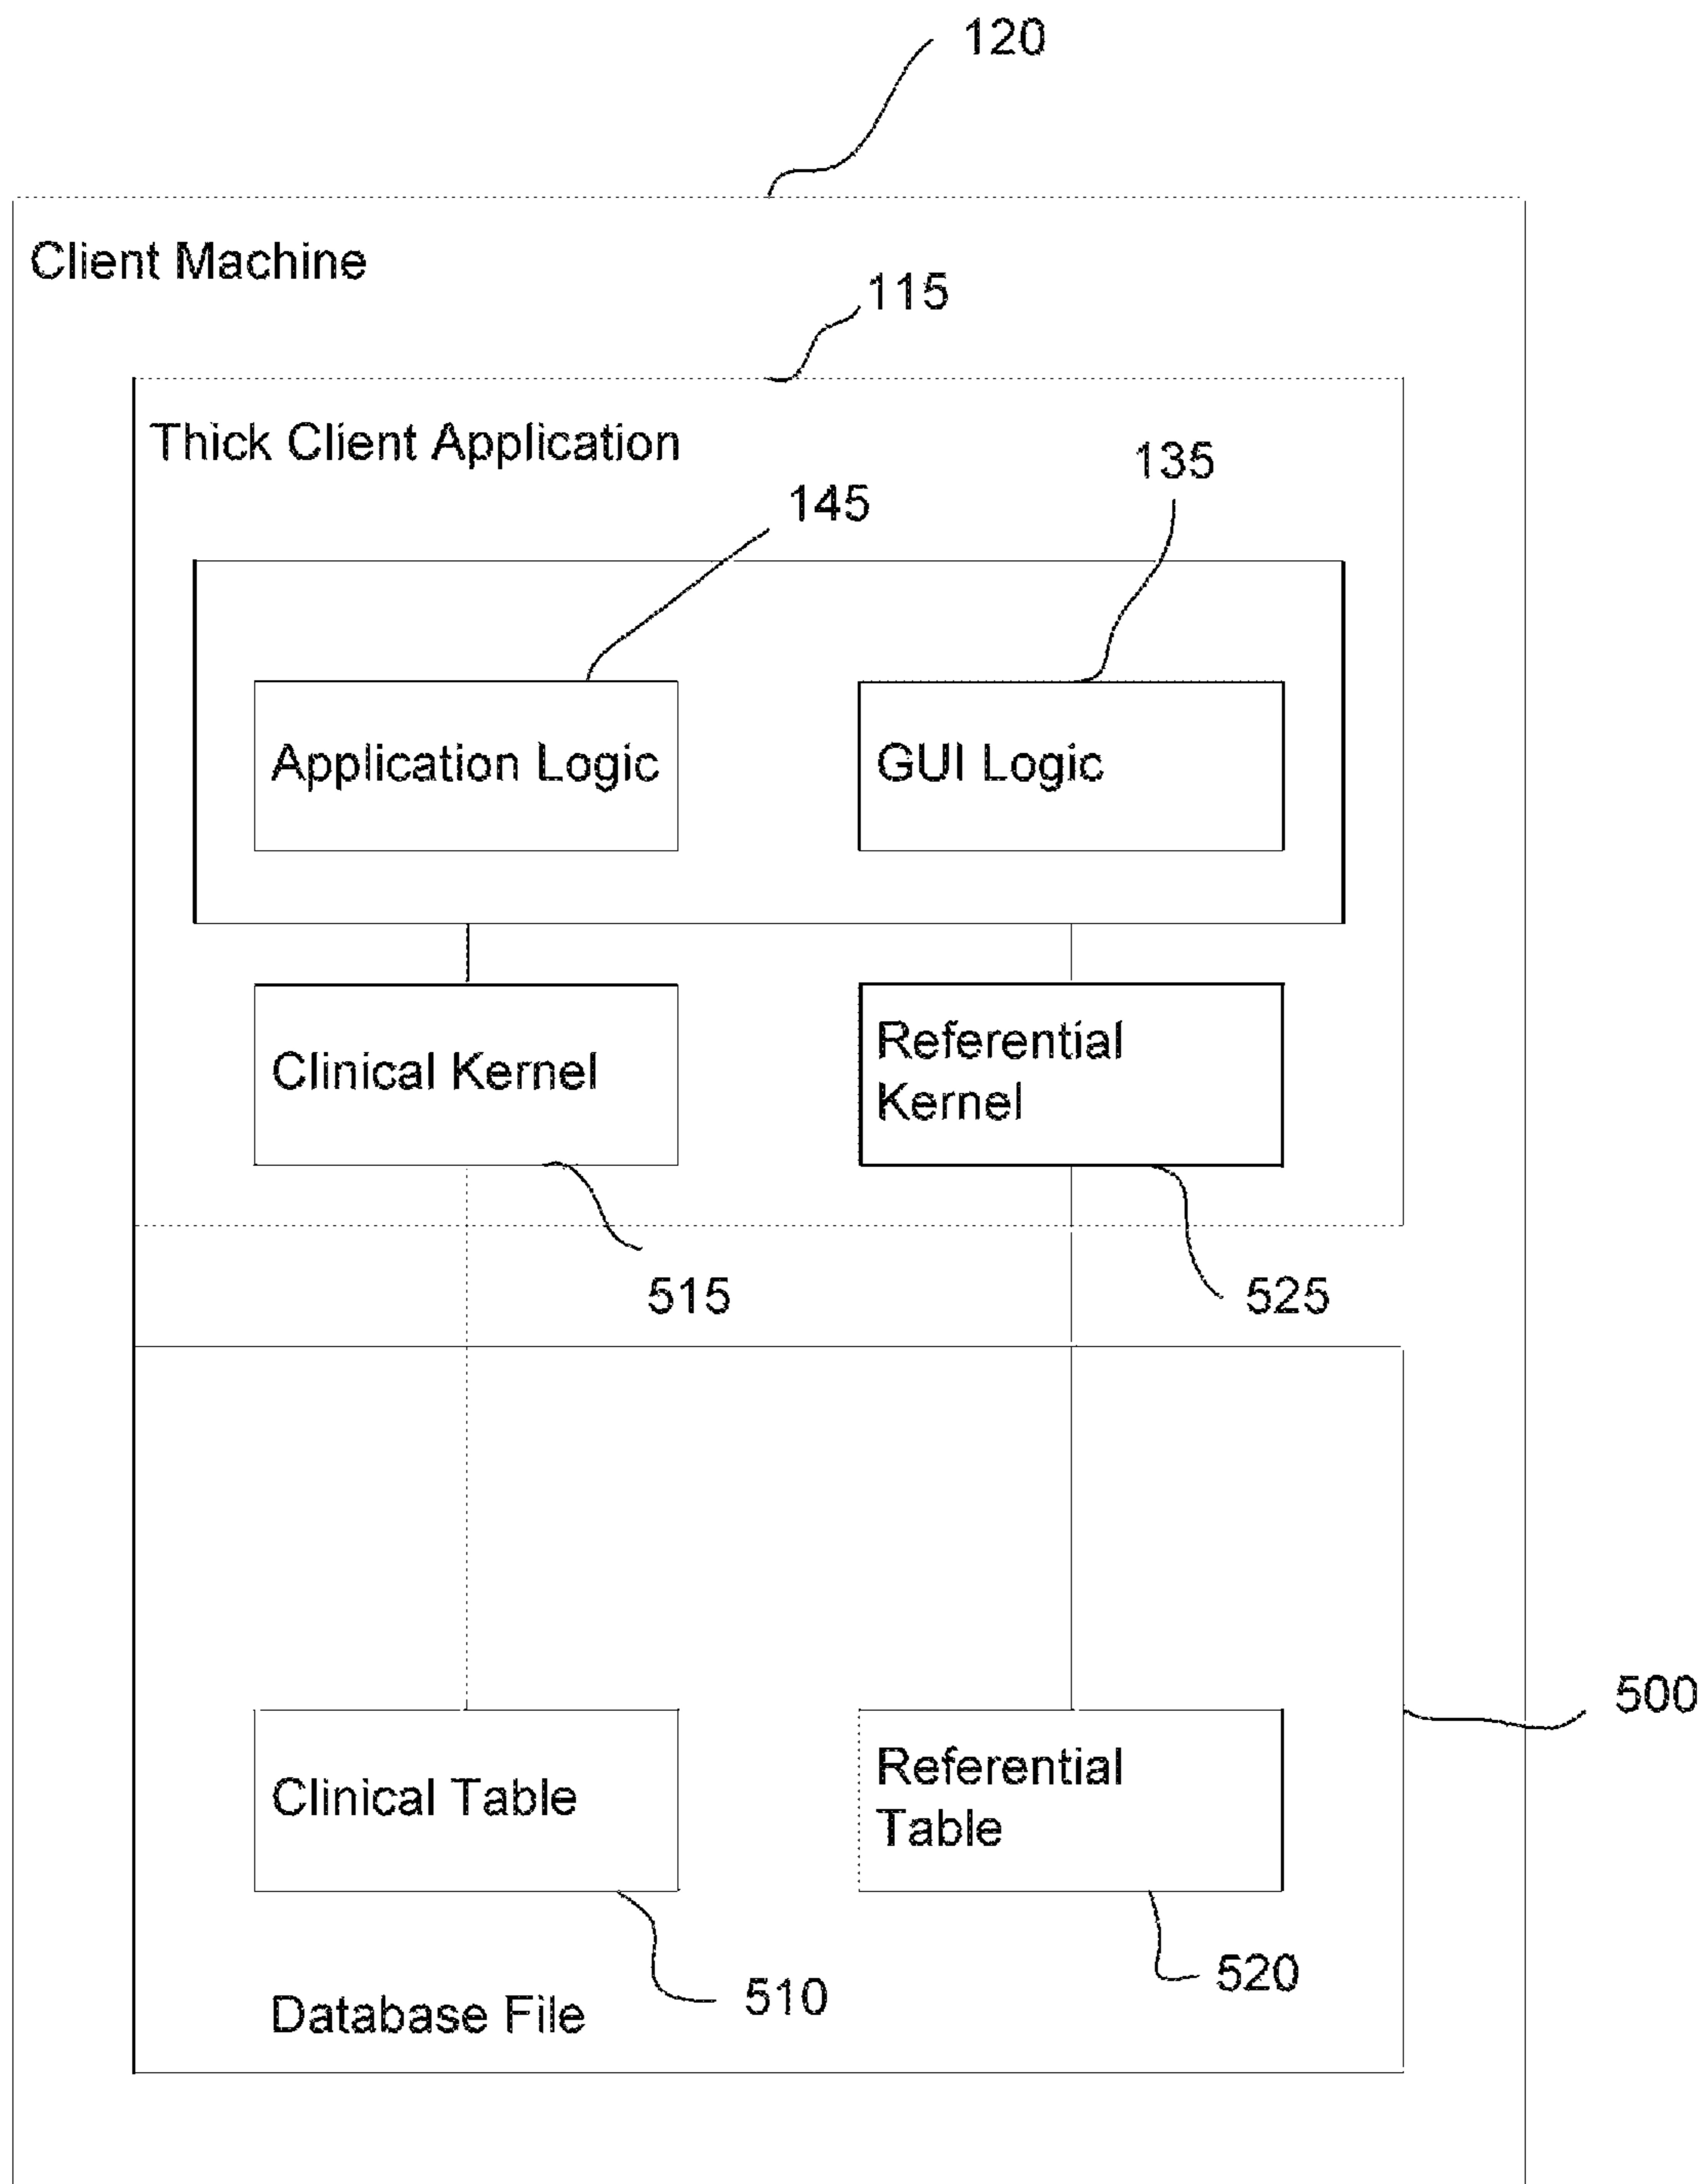 120
Client Machine
115
Thick Client Application
135
145
Application Logic
GUI Logic
Clinical Kernel
Referential
Kernel
515
525
500
Clinical Table
Referential
Table
510
520
Database File